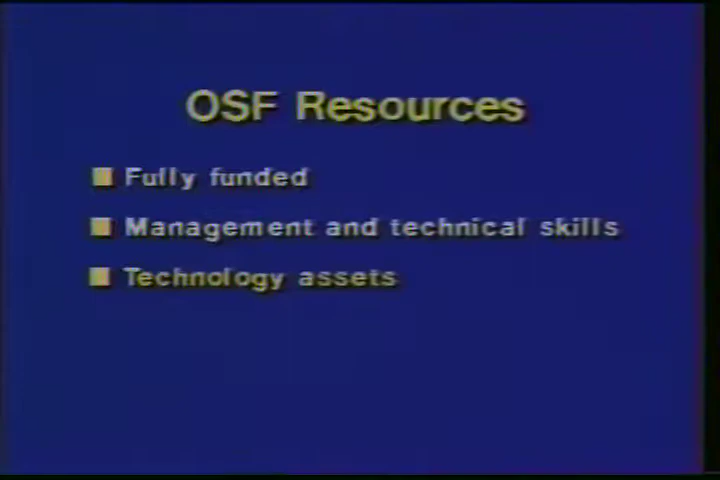 OSF Resources
Fully funded
Management and technical skills
Technology assets